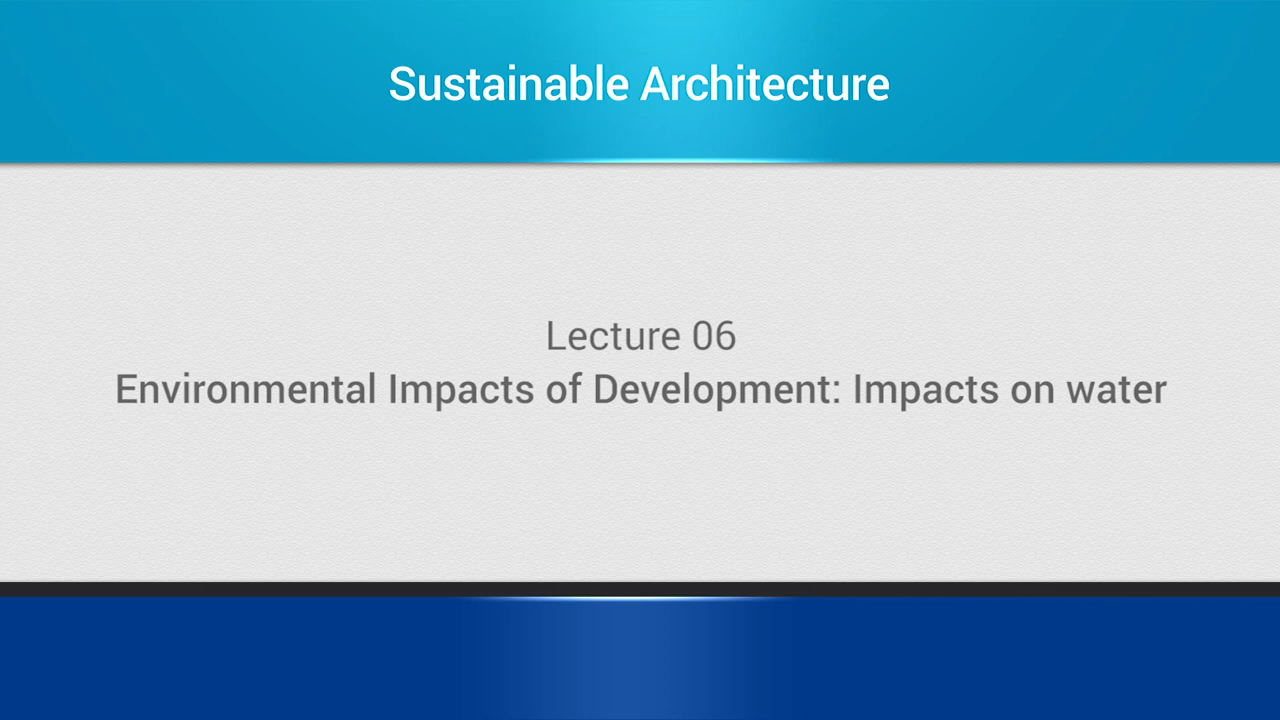 Sustainable Architecture
Lecture 06
Environmental Impacts of Development: Impacts on water